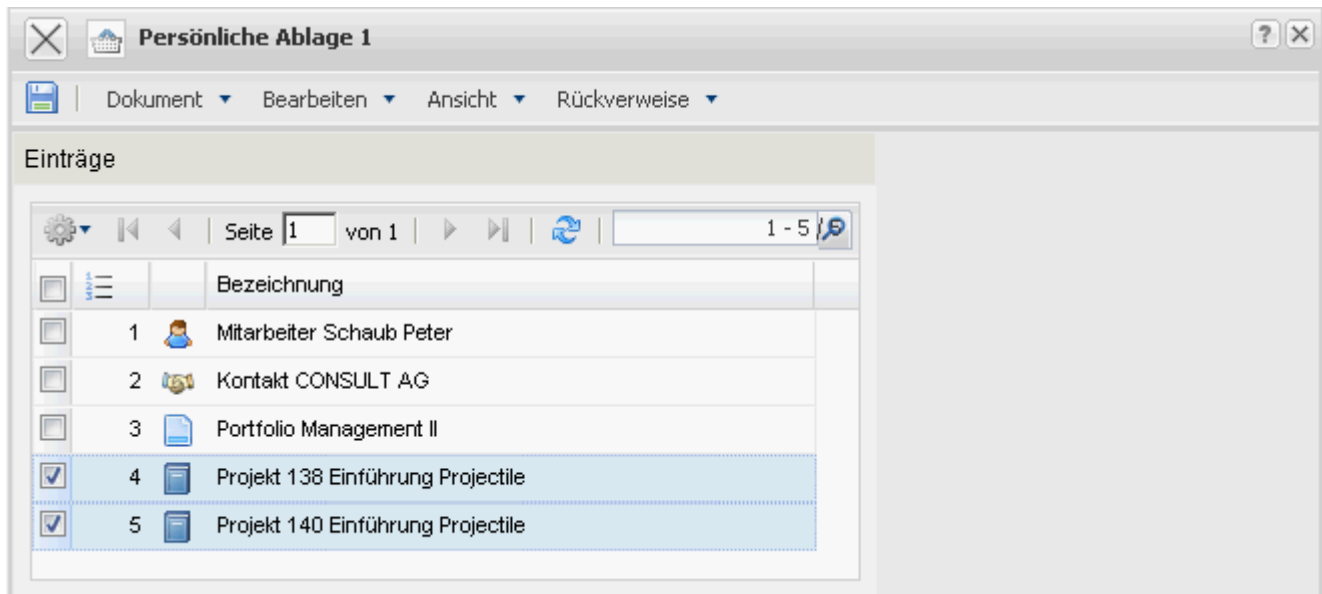 Persönliche Ablage 1
Dokument Bearbeiten Ansicht Rückverweise
Einträge
Seite 1 von 1 1 - 5 /
Bezeichnung
1 Mitarbeiter Schaub Peter
2 Kontakt CONSULT AG
3 Portfolio Management II
4 Projekt 138 Einführung Projectile
5 Projekt 140 Einführung Projectile